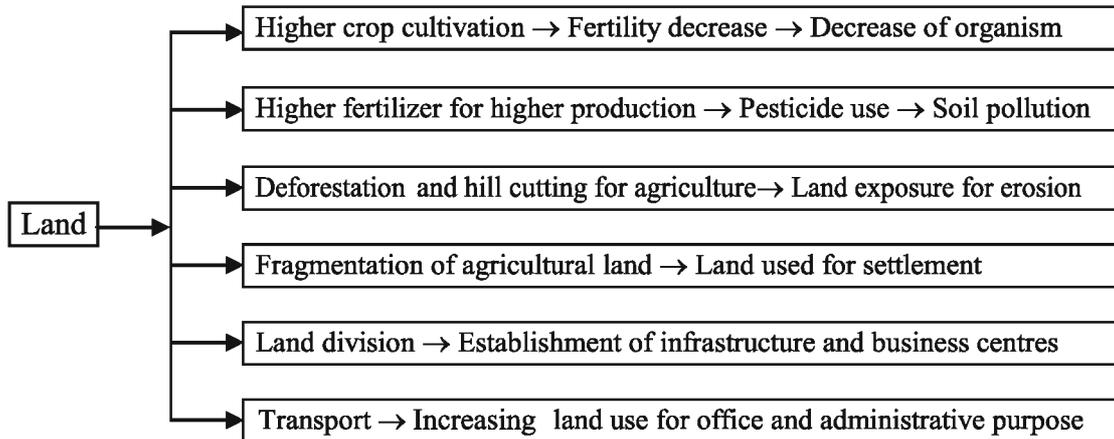 Higher crop cultivation → Fertility decrease → Decrease of organism
Higher fertilizer for higher production → Pesticide use → Soil pollution
Deforestation and hill cutting for agriculture → Land exposure for erosion
Land
Fragmentation of agricultural land → Land used for settlement
Land division → Establishment of infrastructure and business centres
Transport → Increasing land use for office and administrative purpose